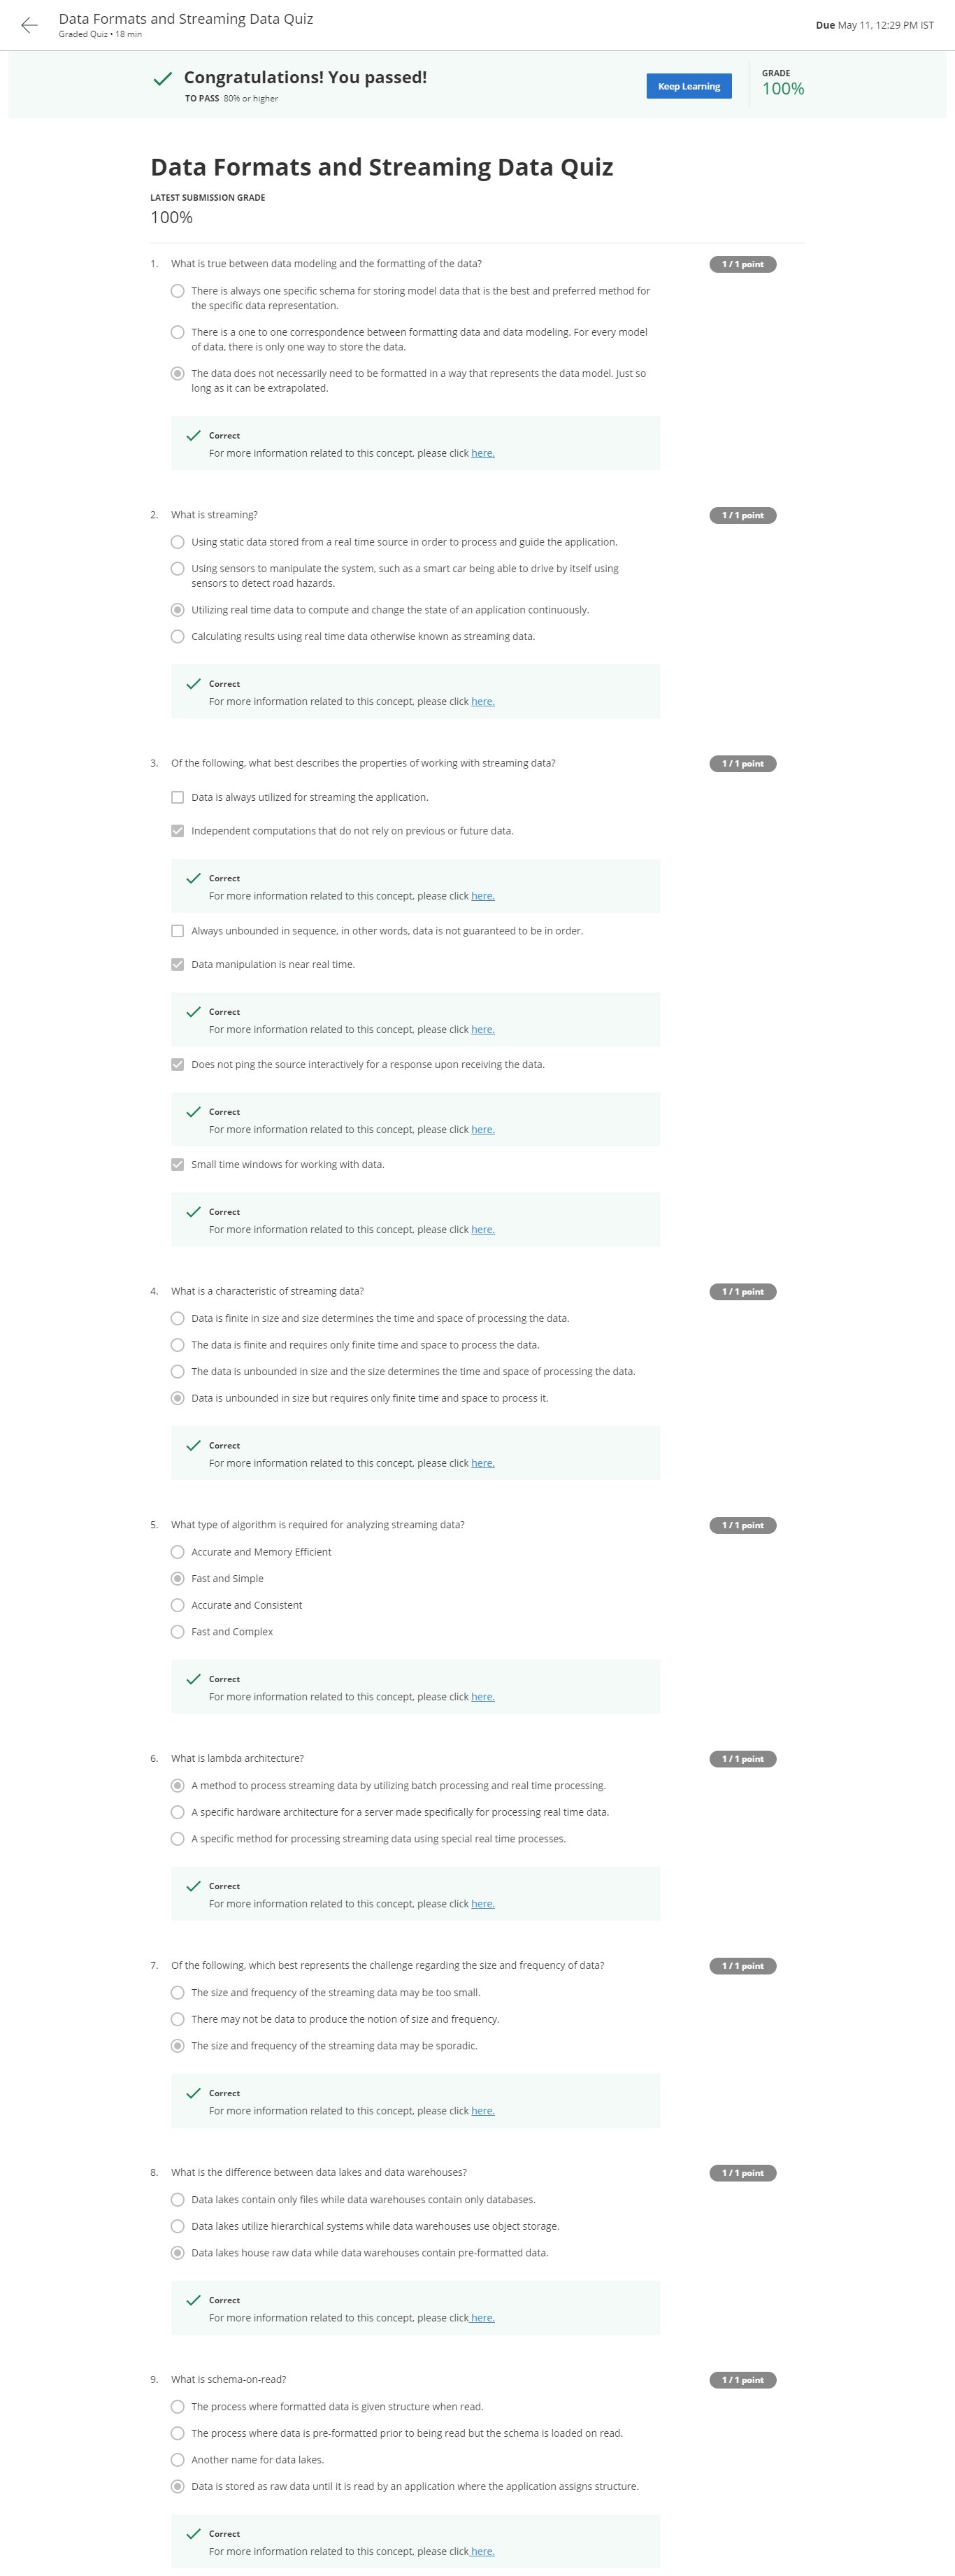 Data Formats and Streaming Data Quiz
Graded Quiz • 18 min
Due May 11, 12:29 PM IST
Congratulations! You passed!
TO PASS 80% or higher
Keep Learning
GRADE
100%
Data Formats and Streaming Data Quiz
LATEST SUBMISSION GRADE
100%
1. What is true between data modeling and the formatting of the data?
1 / 1 point
There is always one specific schema for storing model data that is the best and preferred method for
the specific data representation.
There is a one to one correspondence between formatting data and data modeling. For every model
of data, there is only one way to store the data.
The data does not necessarily need to be formatted in a way that represents the data model. Just so
long as it can be extrapolated.
Correct
For more information related to this concept, please click here.
2. What is streaming?
1 / 1 point
Using static data stored from a real time source in order to process and guide the application.
Using sensors to manipulate the system, such as a smart car being able to drive by itself using
sensors to detect road hazards.
Utilizing real time data to compute and change the state of an application continuously.
Calculating results using real time data otherwise known as streaming data.
Correct
For more information related to this concept, please click here.
3. Of the following, what best describes the properties of working with streaming data?
1 / 1 point
Data is always utilized for streaming the application.
Independent computations that do not rely on previous or future data.
Correct
For more information related to this concept, please click here.
Always unbounded in sequence, in other words, data is not guaranteed to be in order.
Data manipulation is near real time.
Correct
For more information related to this concept, please click here.
Does not ping the source interactively for a response upon receiving the data.
Correct
For more information related to this concept, please click here.
Small time windows for working with data.
Correct
For more information related to this concept, please click here.
4. What is a characteristic of streaming data?
1 / 1 point
Data is finite in size and size determines the time and space of processing the data.
The data is finite and requires only finite time and space to process the data.
The data is unbounded in size and the size determines the time and space of processing the data.
Data is unbounded in size but requires only finite time and space to process it.
Correct
For more information related to this concept, please click here.
5. What type of algorithm is required for analyzing streaming data?
1 / 1 point
Accurate and Memory Efficient
Fast and Simple
Accurate and Consistent
Fast and Complex
Correct
For more information related to this concept, please click here.
6. What is lambda architecture?
1 / 1 point
A method to process streaming data by utilizing batch processing and real time processing.
A specific hardware architecture for a server made specifically for processing real time data.
A specific method for processing streaming data using special real time processes.
Correct
For more information related to this concept, please click here.
7. Of the following, which best represents the challenge regarding the size and frequency of data?
1 / 1 point
The size and frequency of the streaming data may be too small.
There may not be data to produce the notion of size and frequency.
The size and frequency of the streaming data may be sporadic.
Correct
For more information related to this concept, please click here.
8. What is the difference between data lakes and data warehouses?
1 / 1 point
Data lakes contain only files while data warehouses contain only databases.
Data lakes utilize hierarchical systems while data warehouses use object storage.
Data lakes house raw data while data warehouses contain pre-formatted data.
Correct
For more information related to this concept, please click here.
9. What is schema-on-read?
1 / 1 point
The process where formatted data is given structure when read.
The process where data is pre-formatted prior to being read but the schema is loaded on read.
Another name for data lakes.
Data is stored as raw data until it is read by an application where the application assigns structure.
Correct
For more information related to this concept, please click here.